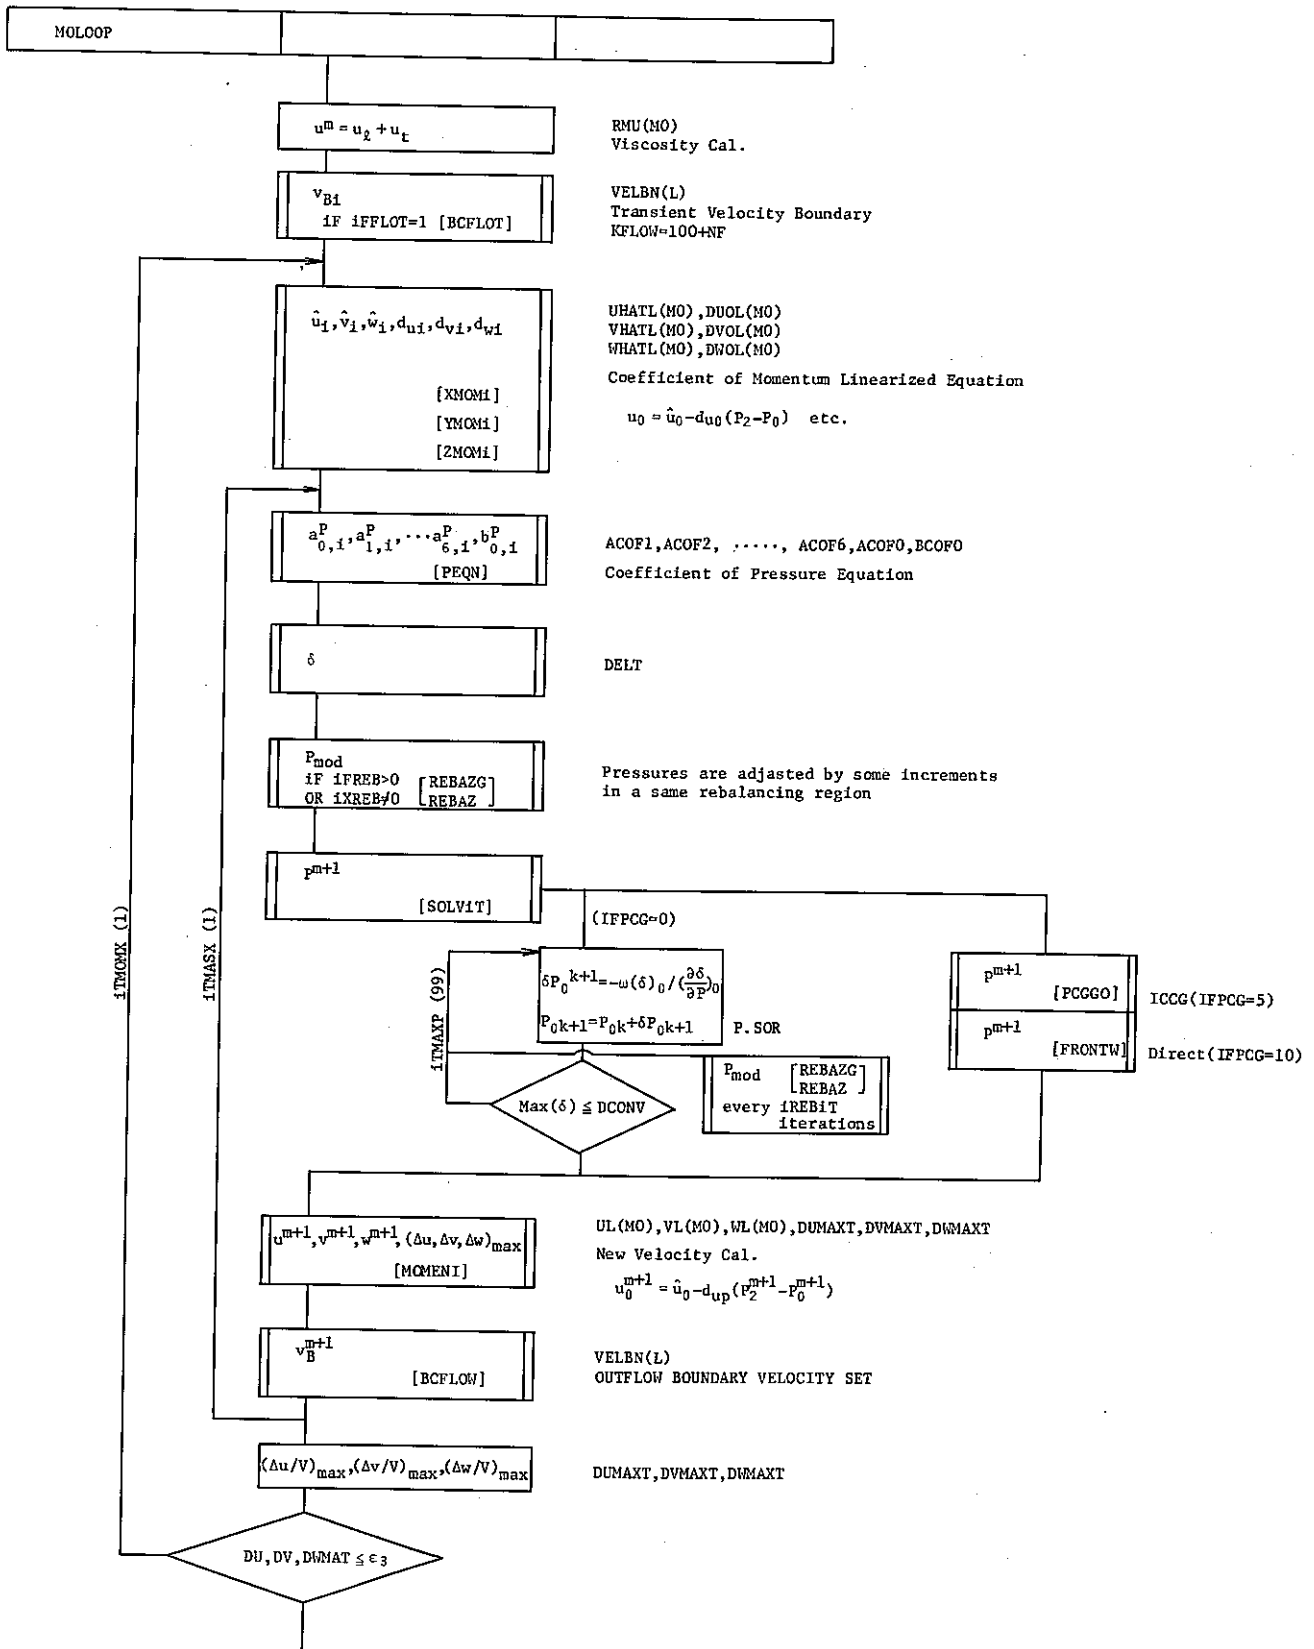 MOLOOP
u^m = u_ℓ + u_t
RMU(MO)
Viscosity Cal.
v_Bi
iF iFFLOT=1 [BCFLOT]
VELBN(L)
Transient Velocity Boundary
KFLOW=100+NF
û_i, v̂_i, ŵ_i, d_ui, d_vi, d_wi
[XMOMi]
[YMOMi]
[ZMOMi]
UHATL(MO),DUOL(MO)
VHATL(MO),DVOL(MO)
WHATL(MO),DWOL(MO)
Coefficient of Momentum Linearized Equation
u_0 = û_0-d_u0(P_2-P_0) etc.
a^P_0,i, a^P_1,i, ··· a^P_6,i, b^P_0,i
[PEQN]
ACOF1,ACOF2, ·····, ACOF6,ACOF0,BCOF0
Coefficient of Pressure Equation
δ
DELT
P_mod
iF iFREB>0 [REBAZG
OR iXREB≠0 REBAZ]
Pressures are adjasted by some increments
in a same rebalancing region
P^m+1
[SOLViT]
(IFPCG=0)
δP_0^k+1=-ω(δ)_0/(∂δ/∂P)_0
P_0k+1=P_0k+δP_0k+1
P.SOR
iTMAXP (99)
Max(δ) ≦ DCONV
P_mod [REBAZG
REBAZ]
every iREBiT
iterations
P^m+1
[PCGGO]
ICCG(IFPCG=5)
P^m+1
[FRONTW]
Direct(IFPCG=10)
iTMOMX (1)
iTMASX (1)
u^m+1, v^m+1, w^m+1, (Δu,Δv,Δw)_max
[MOMENI]
UL(MO),VL(MO),WL(MO),DUMAXT,DVMAXT,DWMAXT
New Velocity Cal.
u_0^m+1 = û_0-d_up(P_2^m+1-P_0^m+1)
v_B^m+1
[BCFLOW]
VELBN(L)
OUTFLOW BOUNDARY VELOCITY SET
(Δu/V)_max,(Δv/V)_max,(Δw/V)_max
DUMAXT,DVMAXT,DWMAXT
DU,DV,DWMAT ≦ ε_3